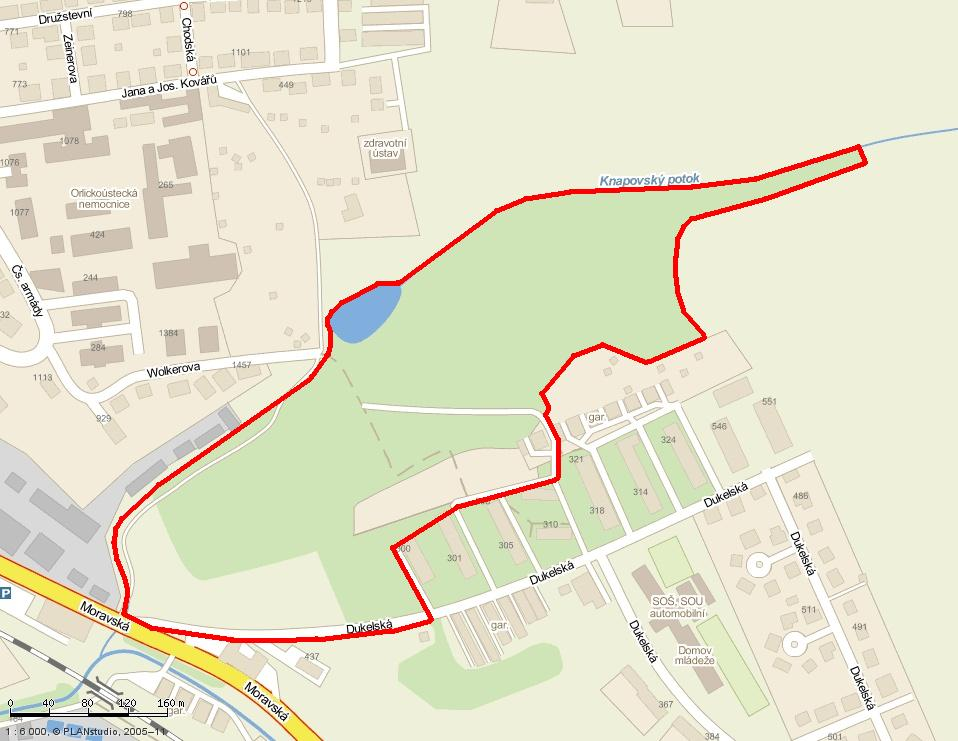 Družstevní
798
771
Zeinerova
Chodská
1101
773
Jana a Jos. Kovářů
449
1078
zdravotní
ústav
1076
265
Orlickoústecká
nemocnice
Knapovský potok
1077
424
Čs. armády
244
32
284
1384
1457
Wolkerova
1113
929
551
gar.
546
324
321
314
318
Dukelská
486
310
305
300
301
Dukelská
Dukelská
SOŠ, SOU
automobilní
511
491
P
Moravská
Dukelská
gar.
Dukelská
Domov
mládeže
437
Dukelská
Moravská
367
gar.
384
501
0 40 80 120 160 m
1 : 6 000, © PLANstudio, 2005–11